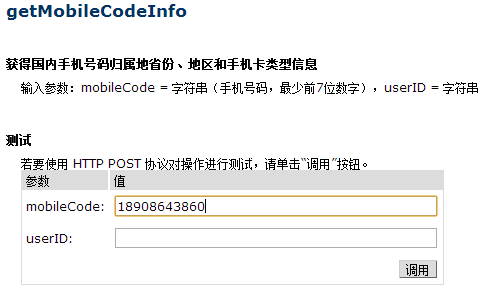 getMobileCodeInfo
获得国内手机号码归属地省份、地区和手机卡类型信息
输入参数：mobileCode = 字符串（手机号码，最少前7位数字），userID = 字符串
测试
若要使用 HTTP POST 协议对操作进行测试，请单击“调用”按钮。
参数 值
mobileCode: 18908643860
userID:
调用